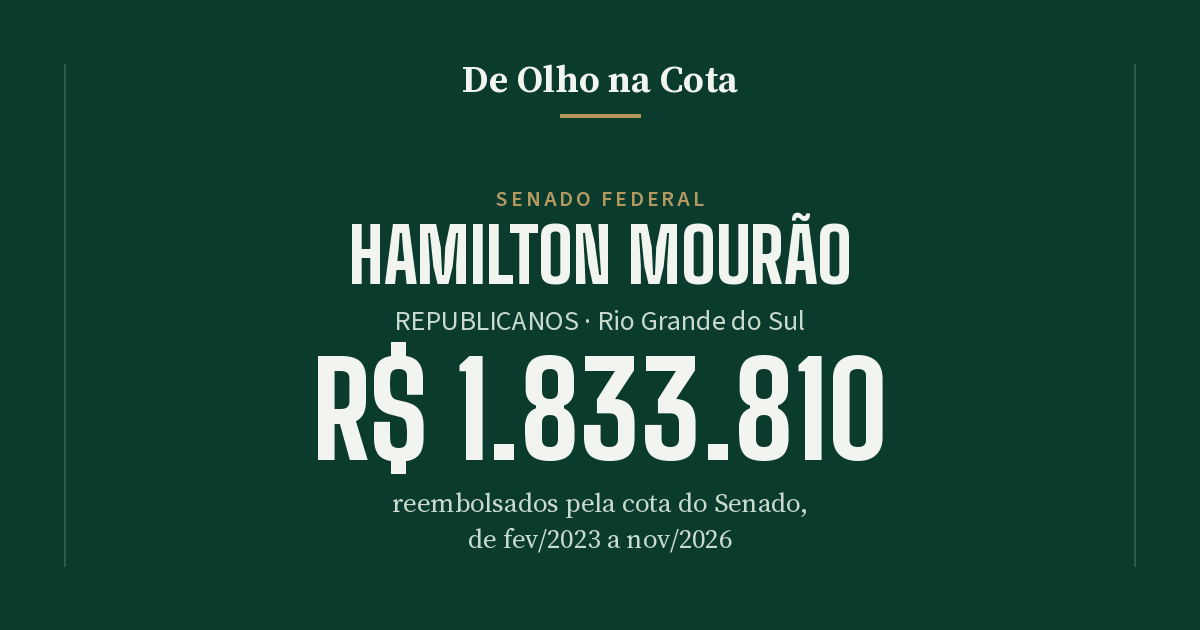 De Olho na Cota
SENADO FEDERAL
HAMILTON MOURÃO
REPUBLICANOS · Rio Grande do Sul
R$ 1.833.810
reembolsados pela cota do Senado,
de fev/2023 a nov/2026